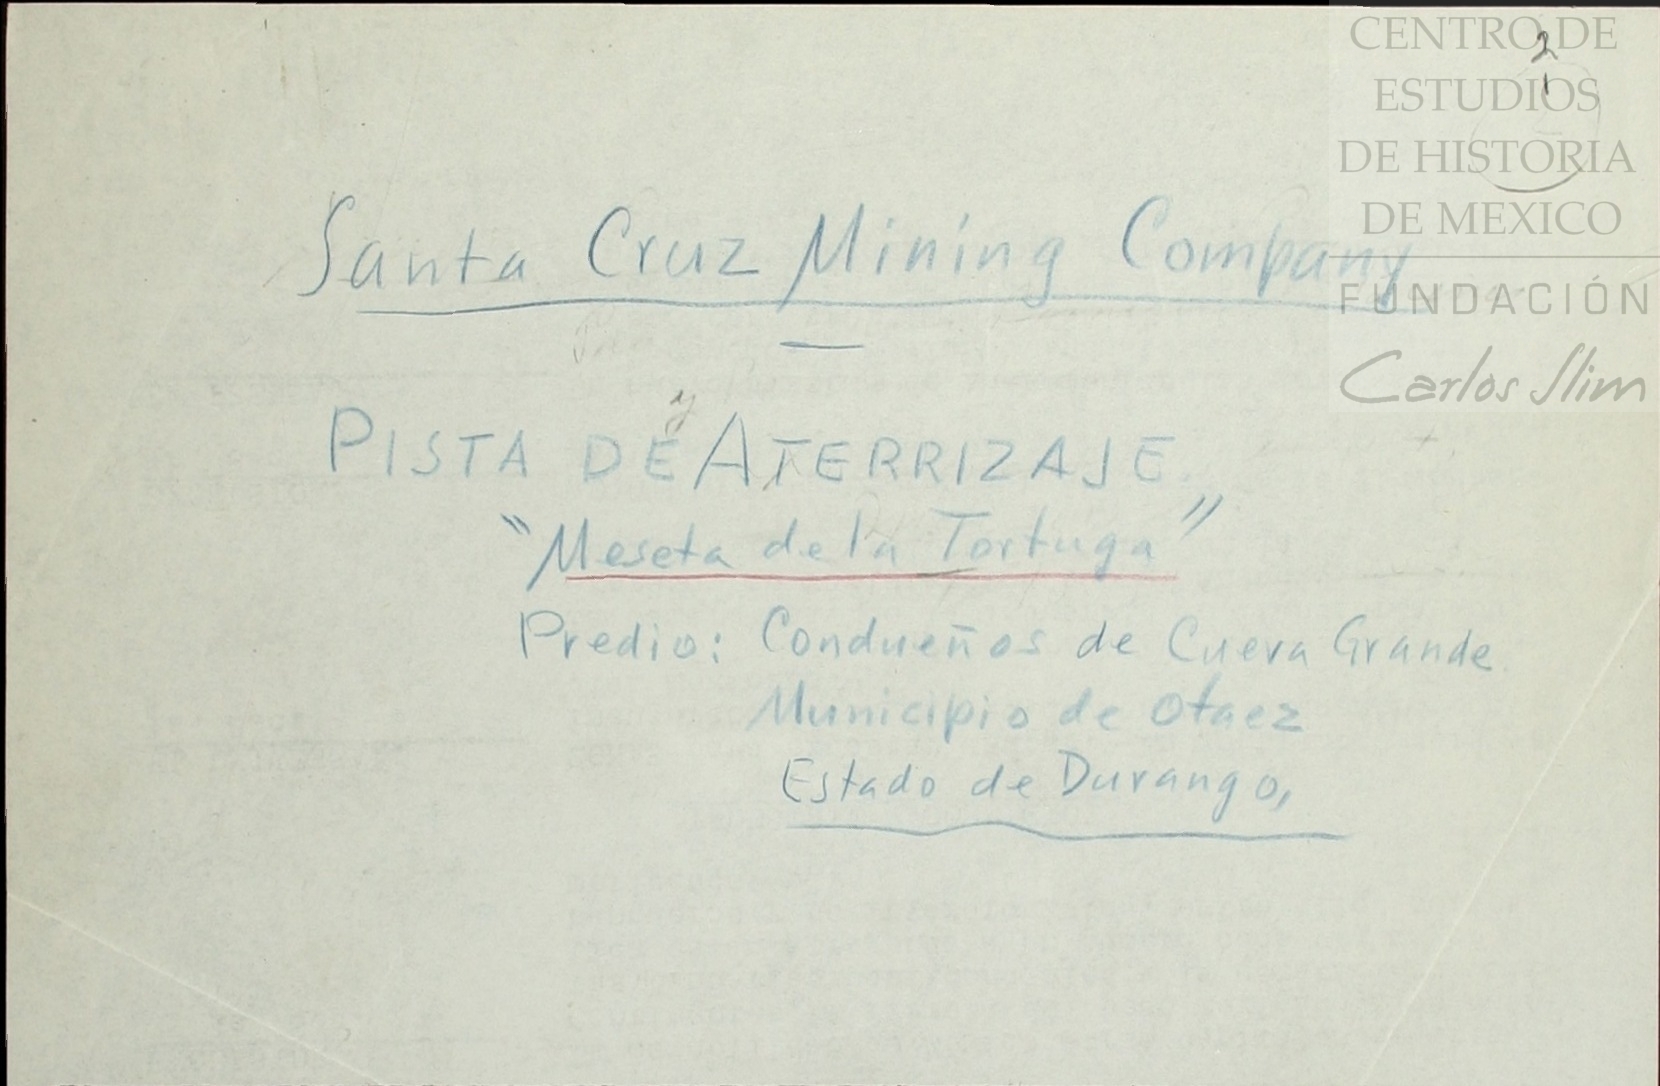 CENTRO DE
ESTUDIOS
DE HISTORIA
DE MEXICO
FUNDACIÓN
Carlos Slim
2
Santa Cruz Mining Company
y
PISTA DE ATERRIZAJE
"Meseta de la Tortuga"
Predio: Condueños de Cueva Grande
Municipio de Otaez
Estado de Durango,